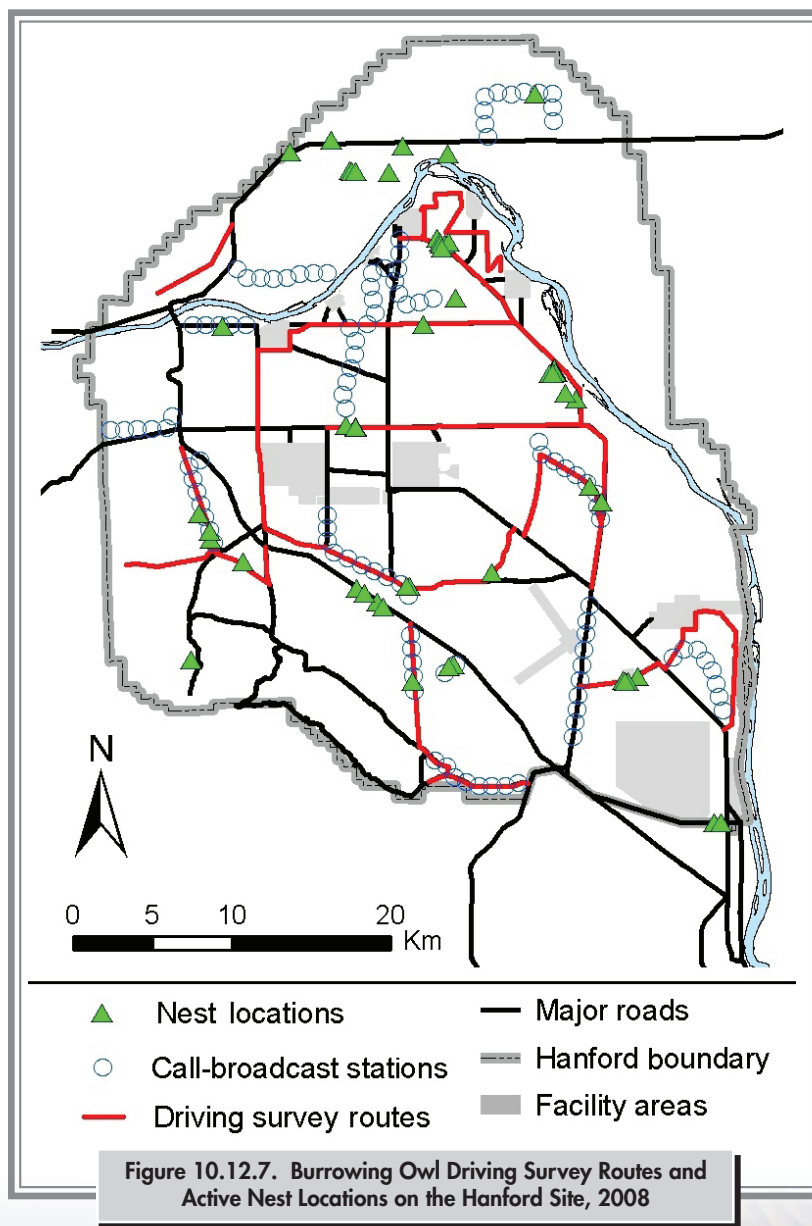 N
0 5 10 20
Km
Nest locations
Call-broadcast stations
Driving survey routes
Major roads
Hanford boundary
Facility areas
Figure 10.12.7. Burrowing Owl Driving Survey Routes and
Active Nest Locations on the Hanford Site, 2008